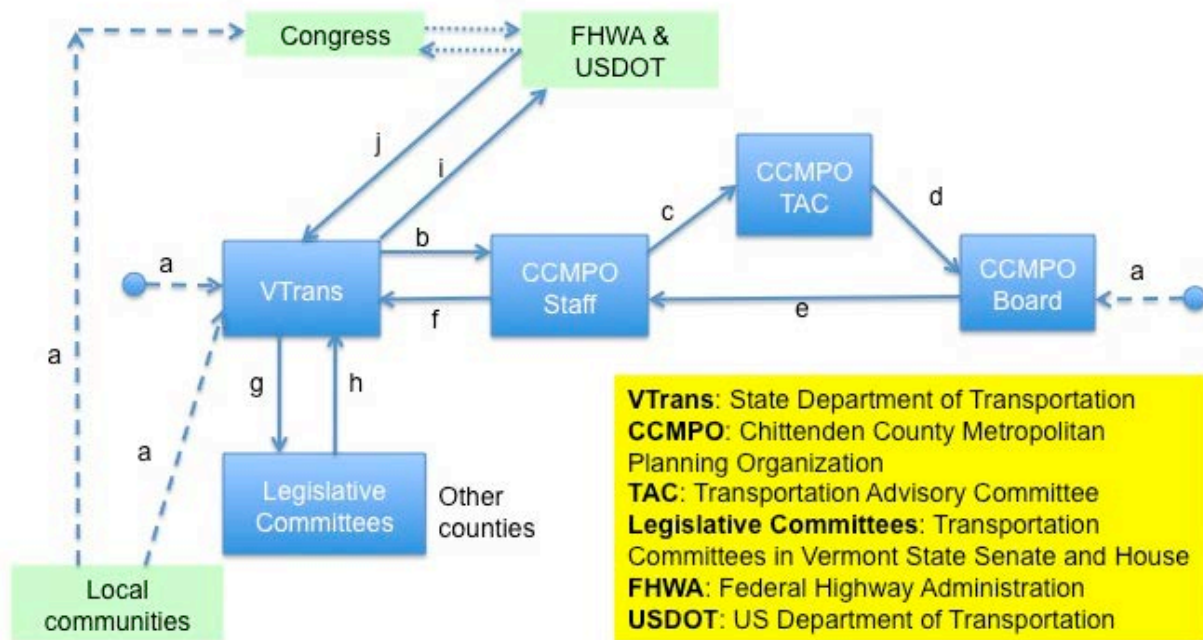 Congress
FHWA &
USDOT
j
i
CCMPO
TAC
c
d
a
VTrans
b
f
CCMPO
Staff
e
CCMPO
Board
a
a
g
h
a
Legislative
Committees
Other
counties
Local
communities
VTrans: State Department of Transportation
CCMPO: Chittenden County Metropolitan
Planning Organization
TAC: Transportation Advisory Committee
Legislative Committees: Transportation
Committees in Vermont State Senate and House
FHWA: Federal Highway Administration
USDOT: US Department of Transportation